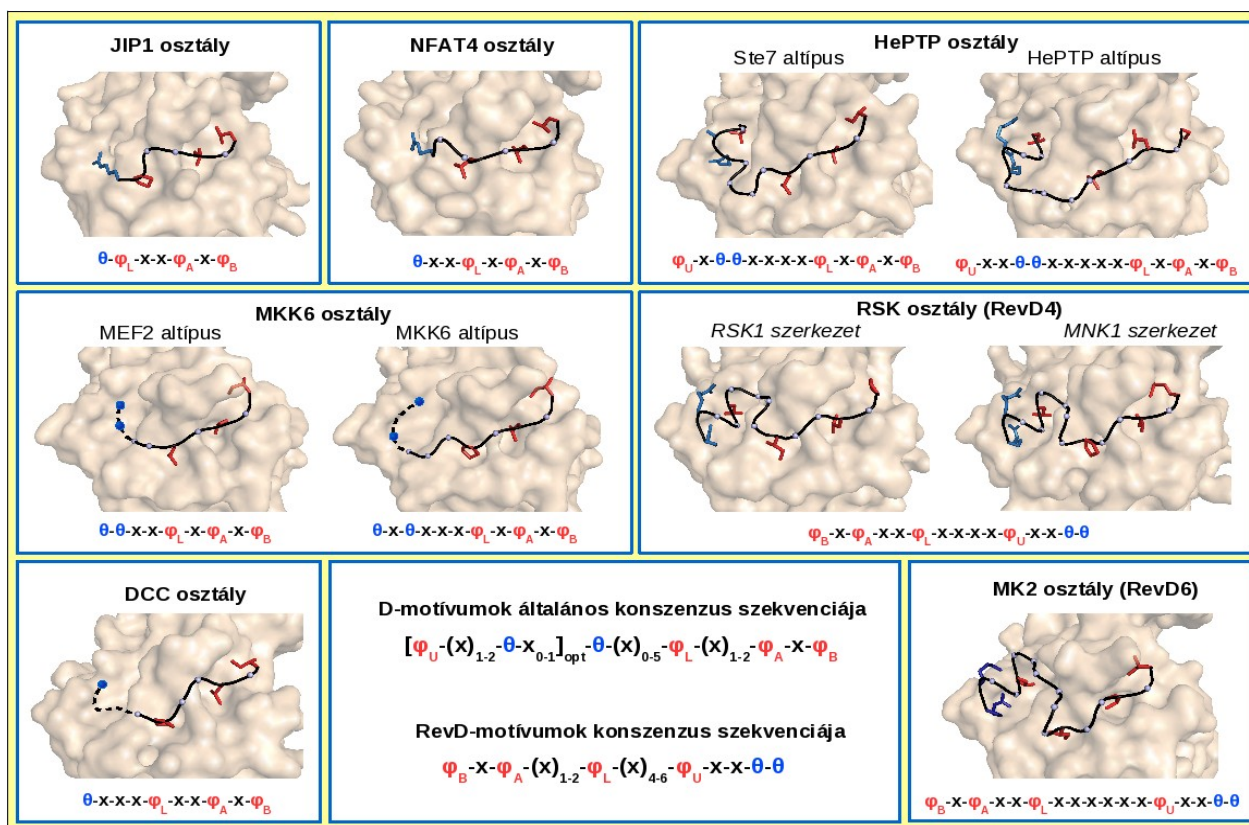 JIP1 osztály
θ-φL-x-x-φA-x-φB
NFAT4 osztály
θ-x-x-φL-x-φA-x-φB
HePTP osztály
Ste7 altípus
HePTP altípus
φU-x-θ-θ-x-x-x-x-φL-x-φA-x-φB
φU-x-x-θ-θ-x-x-x-x-x-φL-x-φA-x-φB
MKK6 osztály
MEF2 altípus
MKK6 altípus
θ-θ-x-x-φL-x-φA-x-φB
θ-x-θ-x-x-x-φL-x-φA-x-φB
RSK osztály (RevD4)
RSK1 szerkezet
MNK1 szerkezet
φB-x-φA-x-x-φL-x-x-x-x-φU-x-x-θ-θ
DCC osztály
θ-x-x-x-φL-x-x-φA-x-φB
D-motívumok általános konszenzus szekvenciája
[φU-(x)1-2-θ-x0-1]opt-θ-(x)0-5-φL-(x)1-2-φA-x-φB
RevD-motívumok konszenzus szekvenciája
φB-x-φA-(x)1-2-φL-(x)4-6-φU-x-x-θ-θ
MK2 osztály (RevD6)
φB-x-φA-x-x-φL-x-x-x-x-x-x-φU-x-x-θ-θ